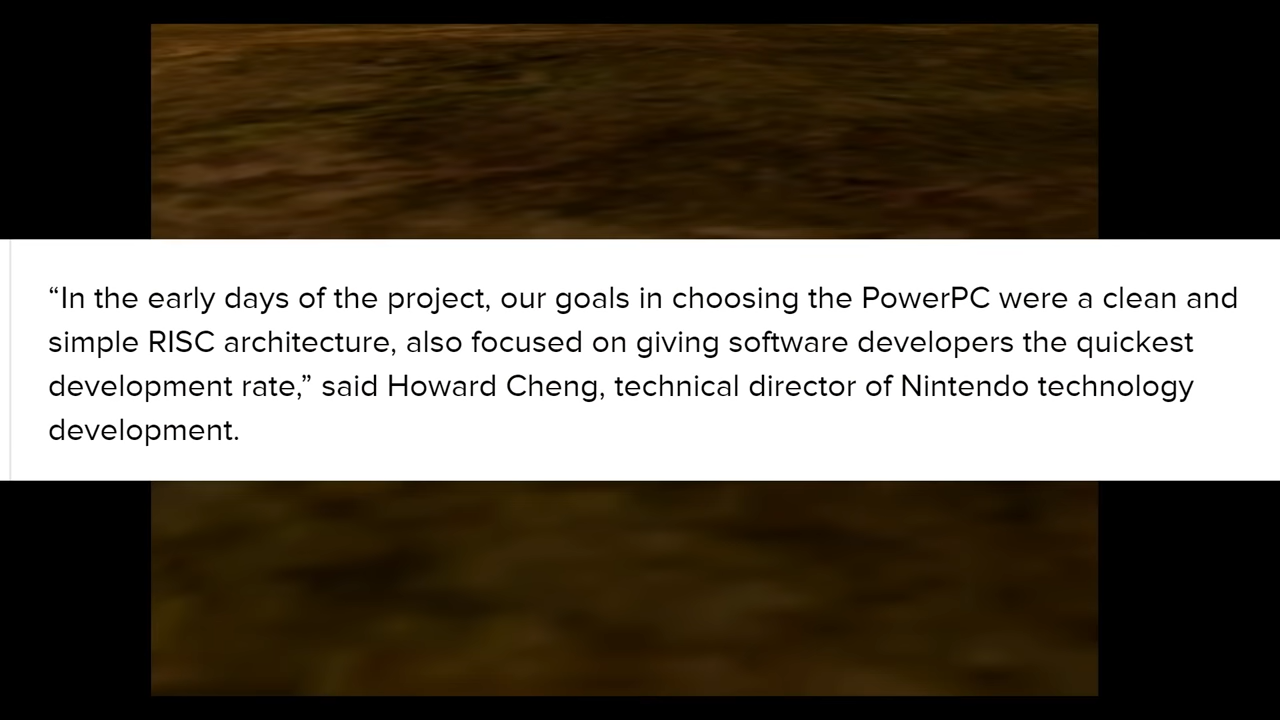 “In the early days of the project, our goals in choosing the PowerPC were a clean and
simple RISC architecture, also focused on giving software developers the quickest
development rate,” said Howard Cheng, technical director of Nintendo technology
development.